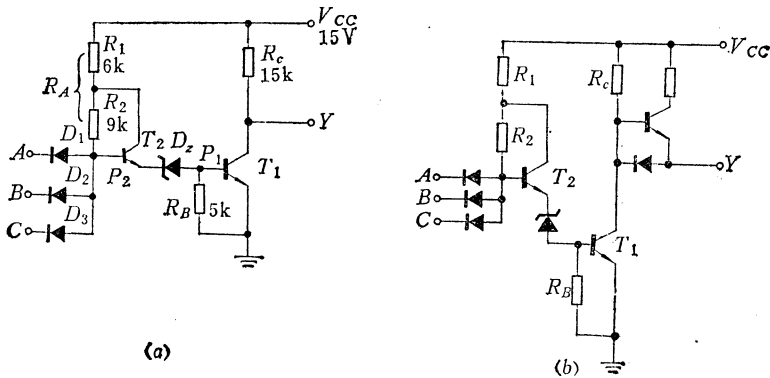 V_CC
15V
R_1
6k
R_A
R_2
9k
R_c
15k
Y
D_1
T_2
D_z
P_1
T_1
A
D_2
P_2
B
D_3
R_B
5k
C
(a)
V_CC
R_1
R_c
R_2
A
B
C
T_2
Y
T_1
R_B
(b)